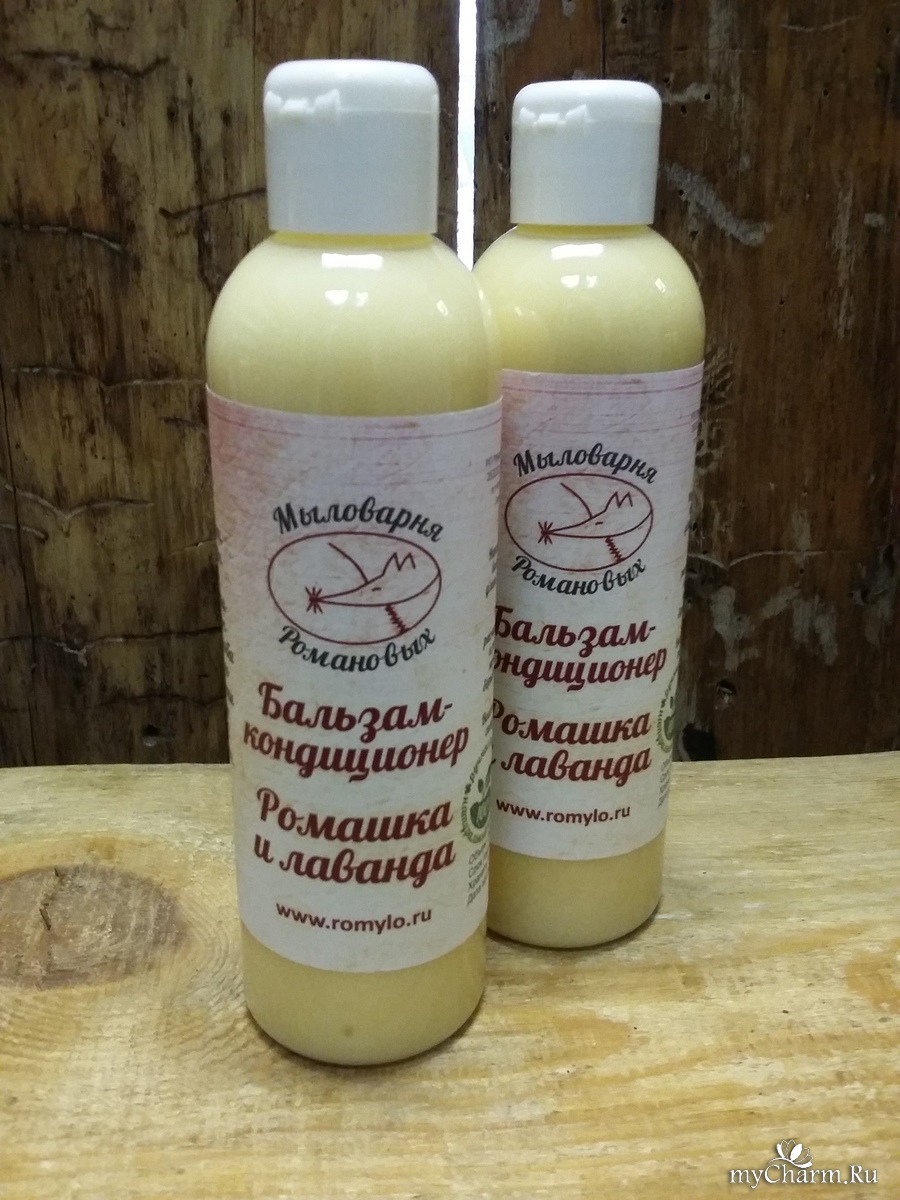 Мыловарня
Романовых
Бальзам-
кондиционер
Ромашка
и лаванда
www.romylo.ru
Мыловарня
Романовых
Бальзам-
ондиционер
Ромашка
лаванда
www.romylo.ru
myCharm.Ru